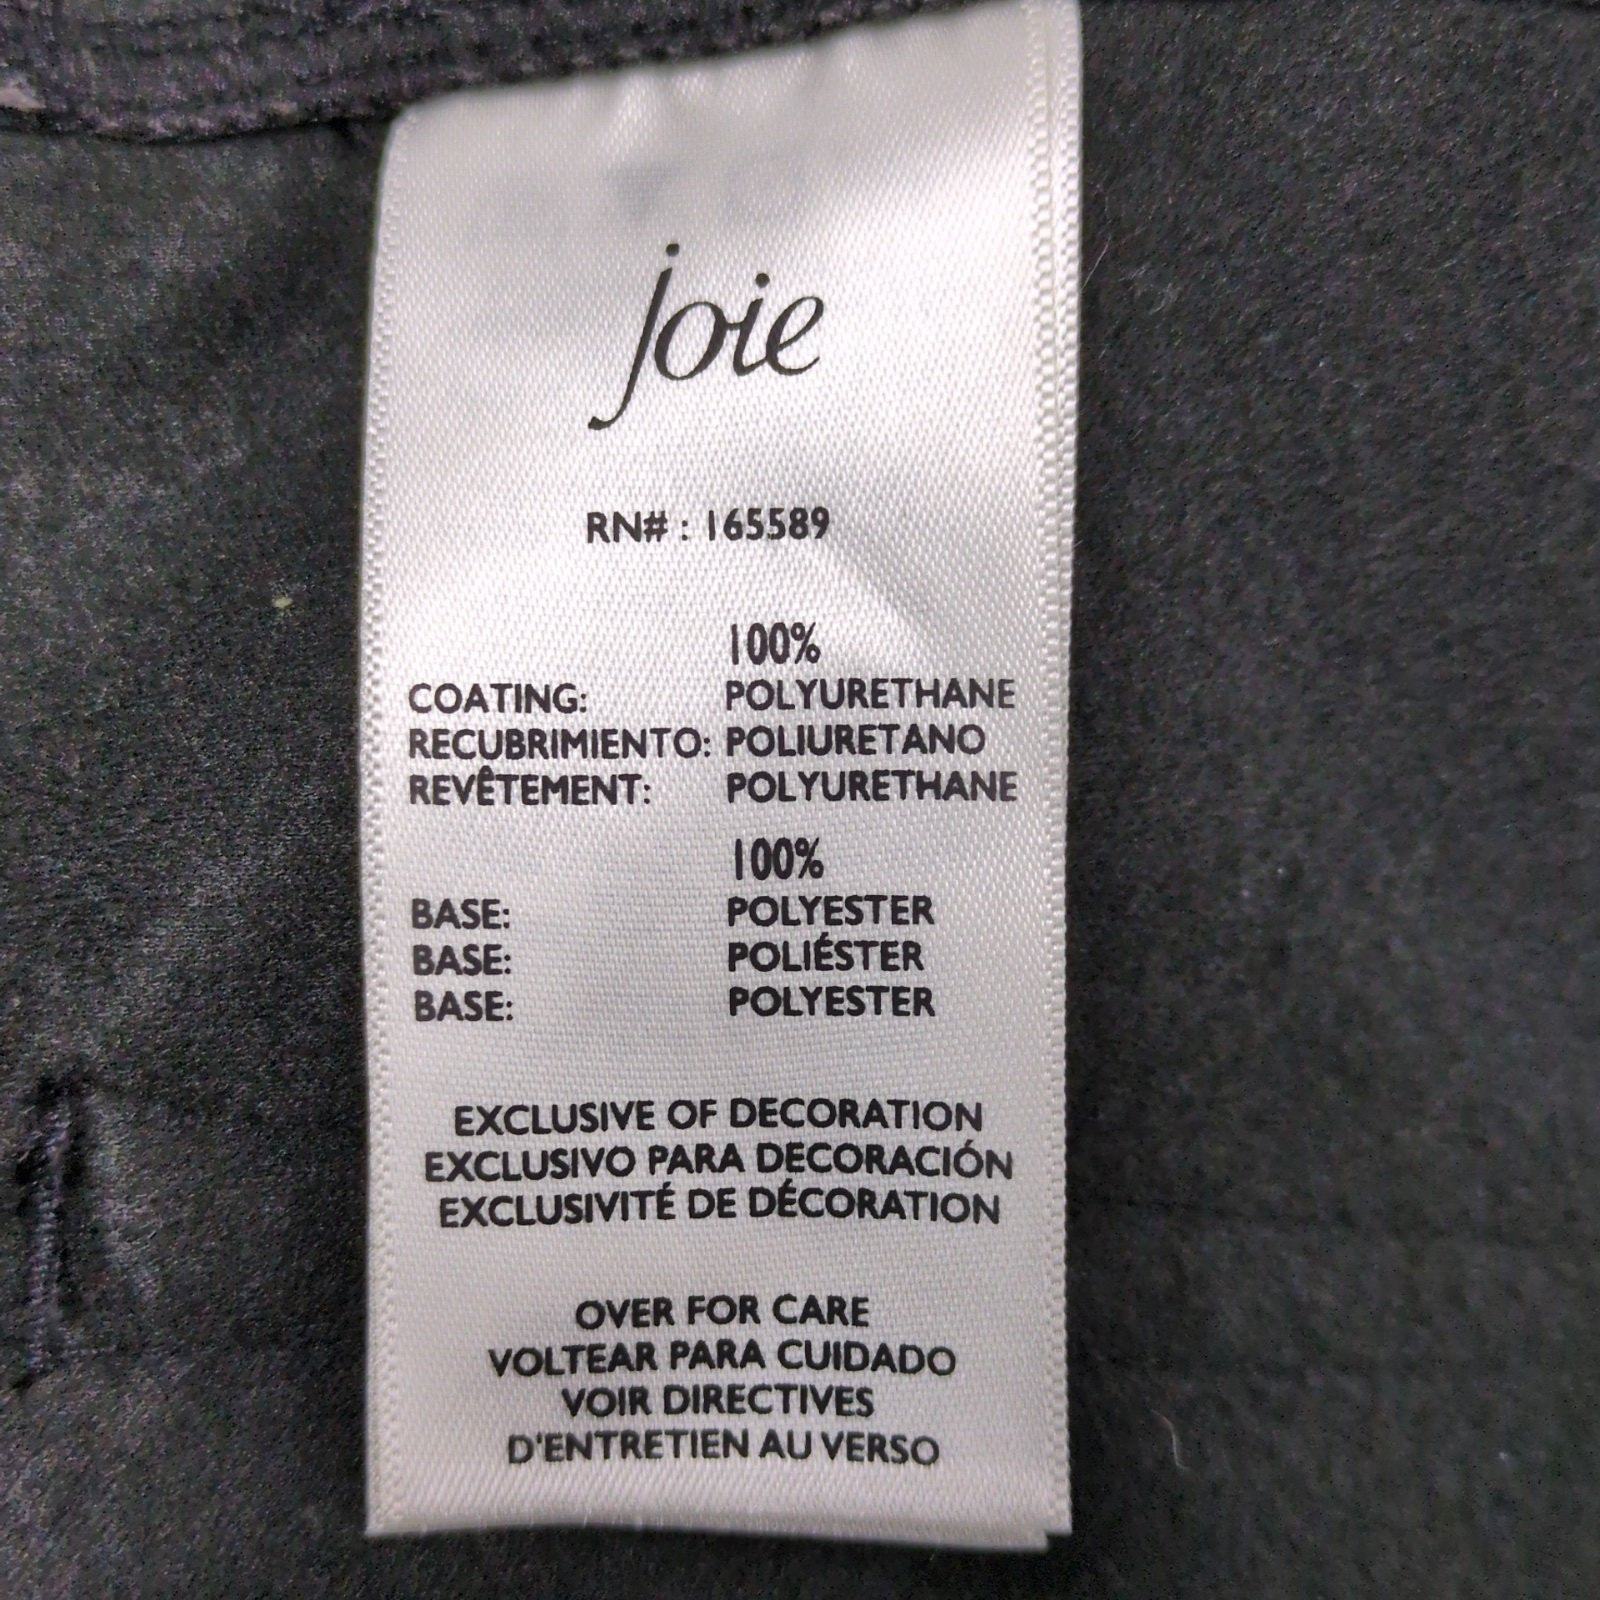 joie
RN# : 165589
100%
COATING: POLYURETHANE
RECUBRIMIENTO: POLIURETANO
REVÊTEMENT: POLYURETHANE
100%
BASE: POLYESTER
BASE: POLIÉSTER
BASE: POLYESTER
EXCLUSIVE OF DECORATION
EXCLUSIVO PARA DECORACIÓN
EXCLUSIVITÉ DE DÉCORATION
OVER FOR CARE
VOLTEAR PARA CUIDADO
VOIR DIRECTIVES
D'ENTRETIEN AU VERSO